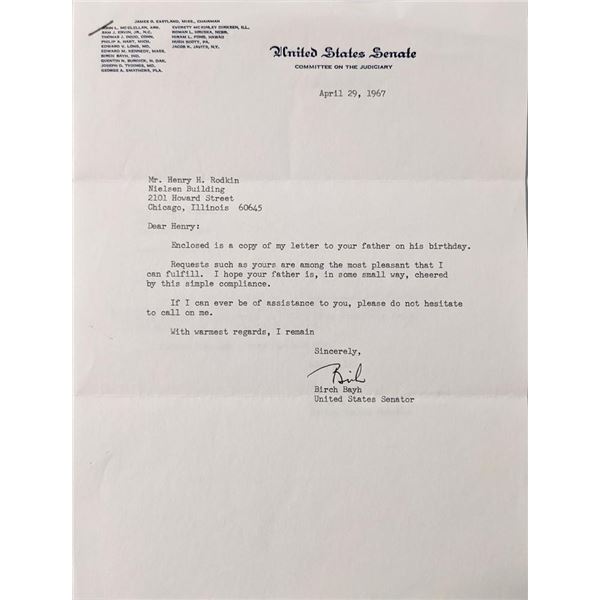 JAMES O. EASTLAND, MISS., CHAIRMAN
JOHN L. MCCLELLAN, ARK. EVERETT MCKINLEY DIRKSEN, ILL.
SAM J. ERVIN, JR., N.C. ROMAN L. HRUSKA, NEBR.
THOMAS J. DODD, CONN. HIRAM L. FONG, HAWAII
PHILIP A. HART, MICH. HUGH SCOTT, PA.
EDWARD V. LONG, MO. JACOB K. JAVITS, N.Y.
EDWARD M. KENNEDY, MASS.
BIRCH BAYH, IND.
QUENTIN N. BURDICK, N. DAK.
JOSEPH D. TYDINGS, MD.
GEORGE A. SMATHERS, FLA.
United States Senate
COMMITTEE ON THE JUDICIARY
April 29, 1967
Mr. Henry H. Rodkin
Nielsen Building
2101 Howard Street
Chicago, Illinois 60645
Dear Henry:
Enclosed is a copy of my letter to your father on his birthday.
Requests such as yours are among the most pleasant that I
can fulfill. I hope your father is, in some small way, cheered
by this simple compliance.
If I can ever be of assistance to you, please do not hesitate
to call on me.
With warmest regards, I remain
Sincerely,
Birch Bayh
United States Senator